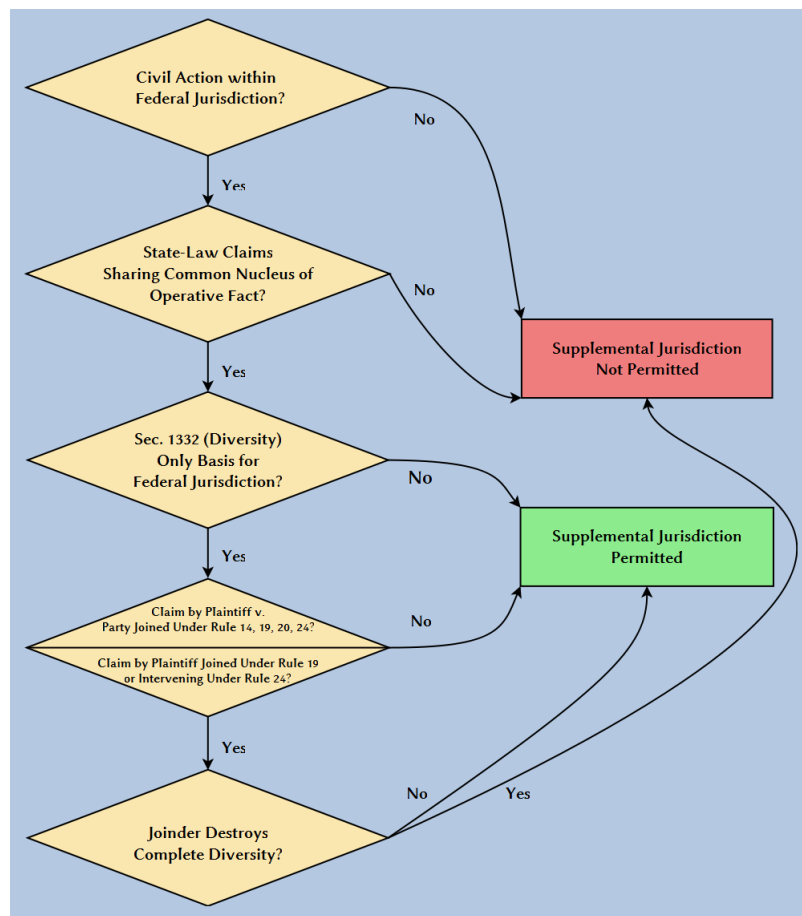 Civil Action within
Federal Jurisdiction?
No
Yes
State-Law Claims
Sharing Common Nucleus of
Operative Fact?
No
Supplemental Jurisdiction
Not Permitted
Yes
Sec. 1332 (Diversity)
Only Basis for
Federal Jurisdiction?
No
Supplemental Jurisdiction
Permitted
Yes
Claim by Plaintiff v.
Party Joined Under Rule 14, 19, 20, 24?
No
Claim by Plaintiff Joined Under Rule 19
or Intervening Under Rule 24?
Yes
No
Yes
Joinder Destroys
Complete Diversity?